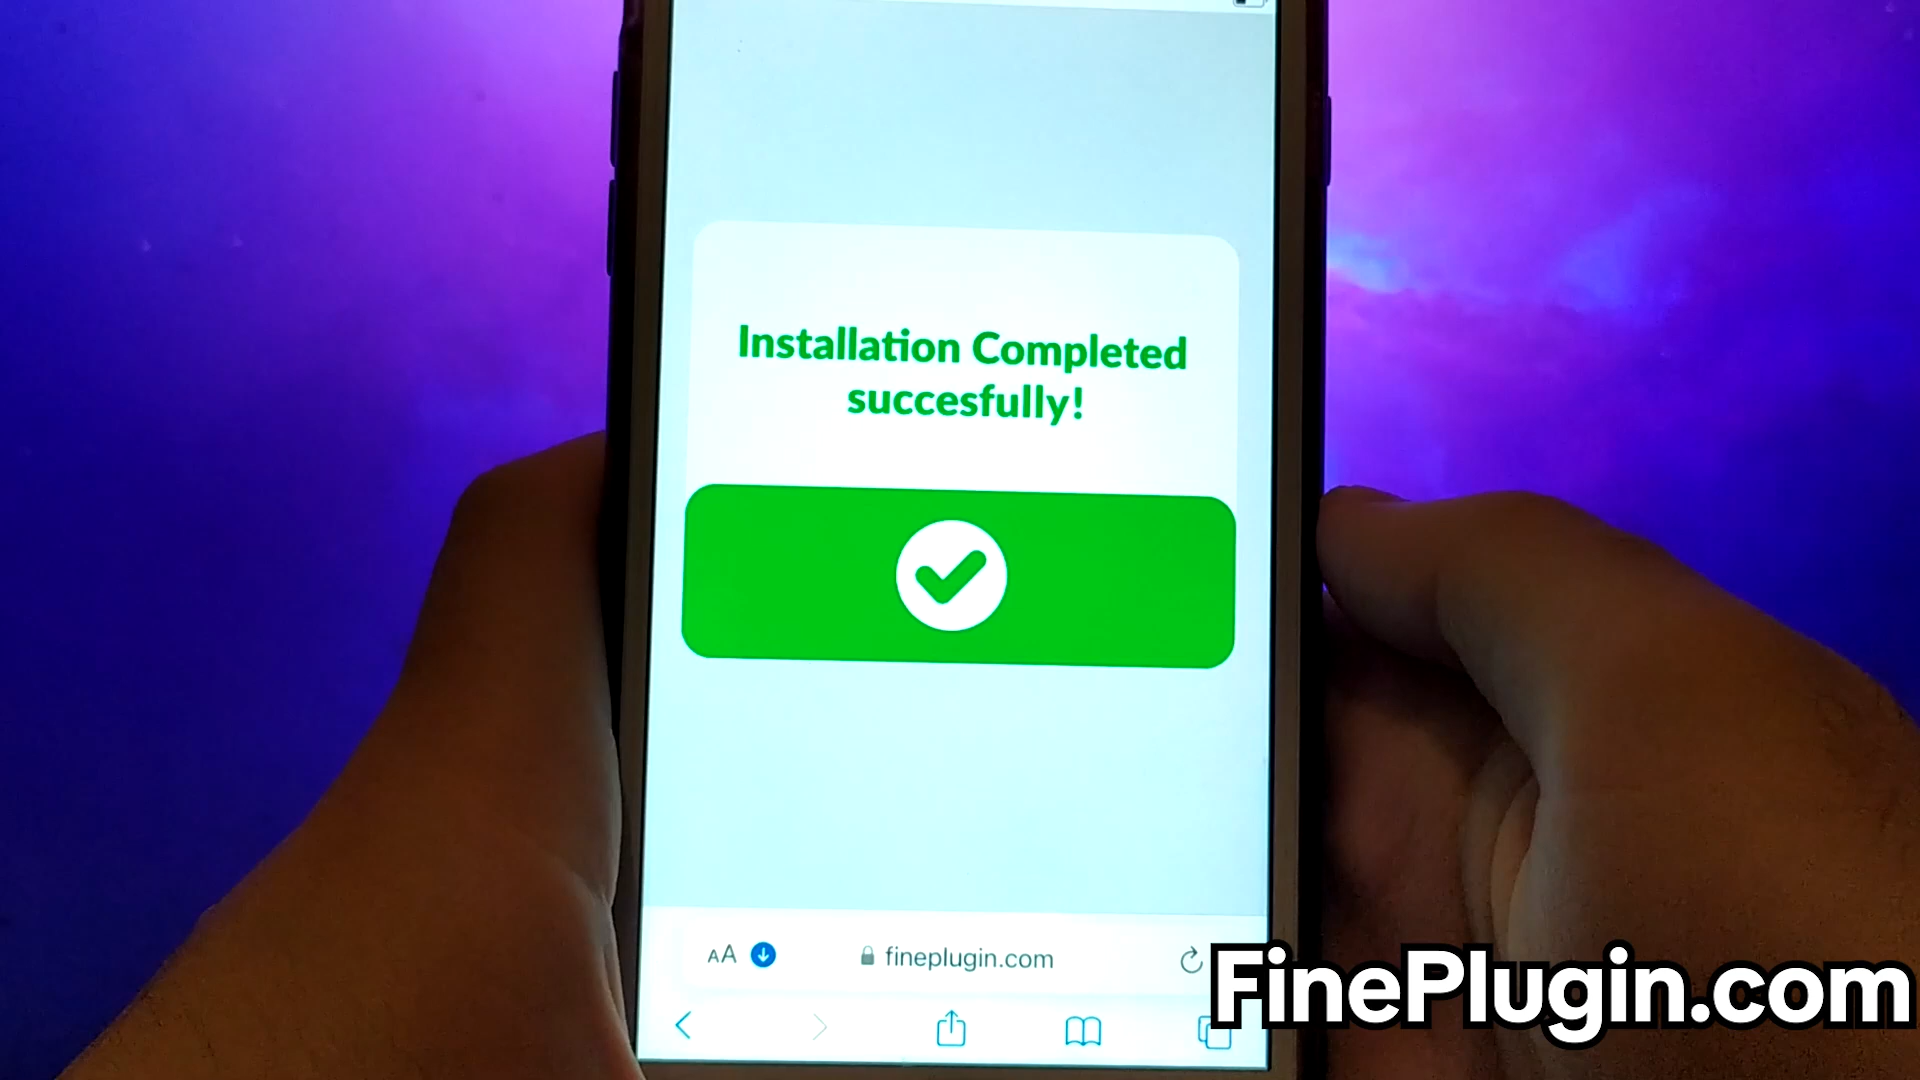 Installation Completed
succesfully!
AA
fineplugin.com
FinePlugin.com